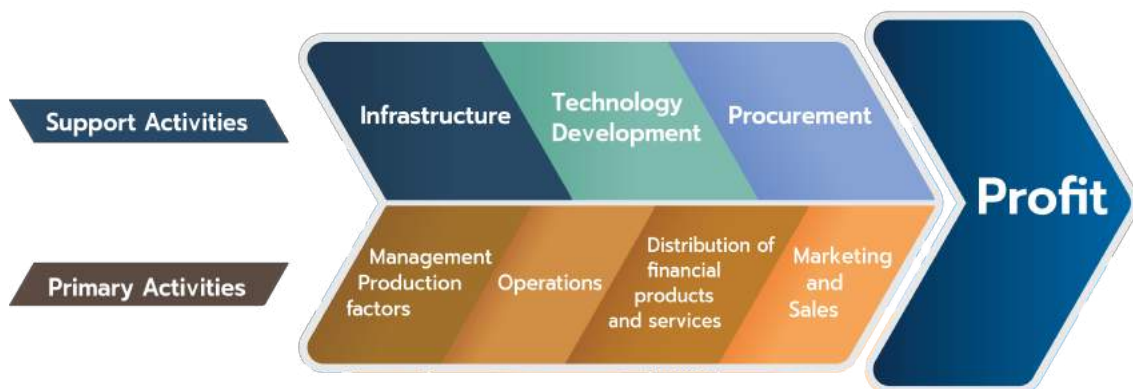 Support Activities
Infrastructure
Technology
Development
Procurement
Profit
Primary Activities
Management
Production
factors
Operations
Distribution of
financial
products
and services
Marketing
and
Sales